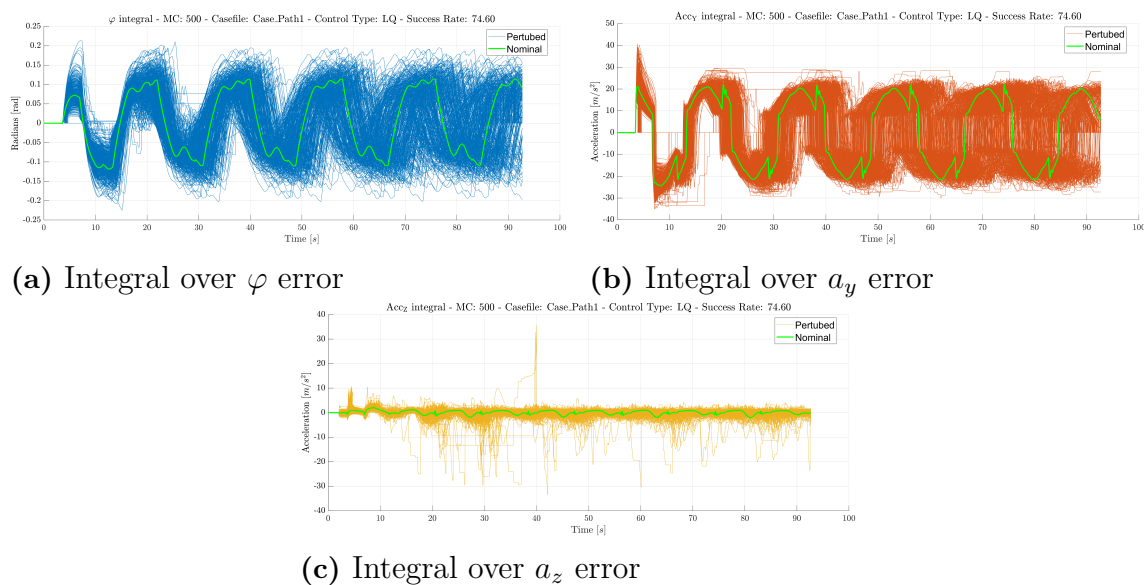 φ integral - MC: 500 - Casefile: Case_Path1 - Control Type: LQ - Success Rate: 74.60
0.25
0.2
0.15
0.1
0.05
0
-0.05
-0.1
-0.15
-0.2
-0.25
Radians [rad]
Pertubed
Nominal
0 10 20 30 40 50 60 70 80 90 100
Time [s]
(a) Integral over φ error
Acc_Y integral - MC: 500 - Casefile: Case_Path1 - Control Type: LQ - Success Rate: 74.60
50
40
30
20
10
0
-10
-20
-30
-40
Acceleration [m/s²]
Pertubed
Nominal
0 10 20 30 40 50 60 70 80 90 100
Time [s]
(b) Integral over a_y error
Acc_Z integral - MC: 500 - Casefile: Case_Path1 - Control Type: LQ - Success Rate: 74.60
40
30
20
10
0
-10
-20
-30
-40
Acceleration [m/s²]
Pertubed
Nominal
0 10 20 30 40 50 60 70 80 90 100
Time [s]
(c) Integral over a_z error